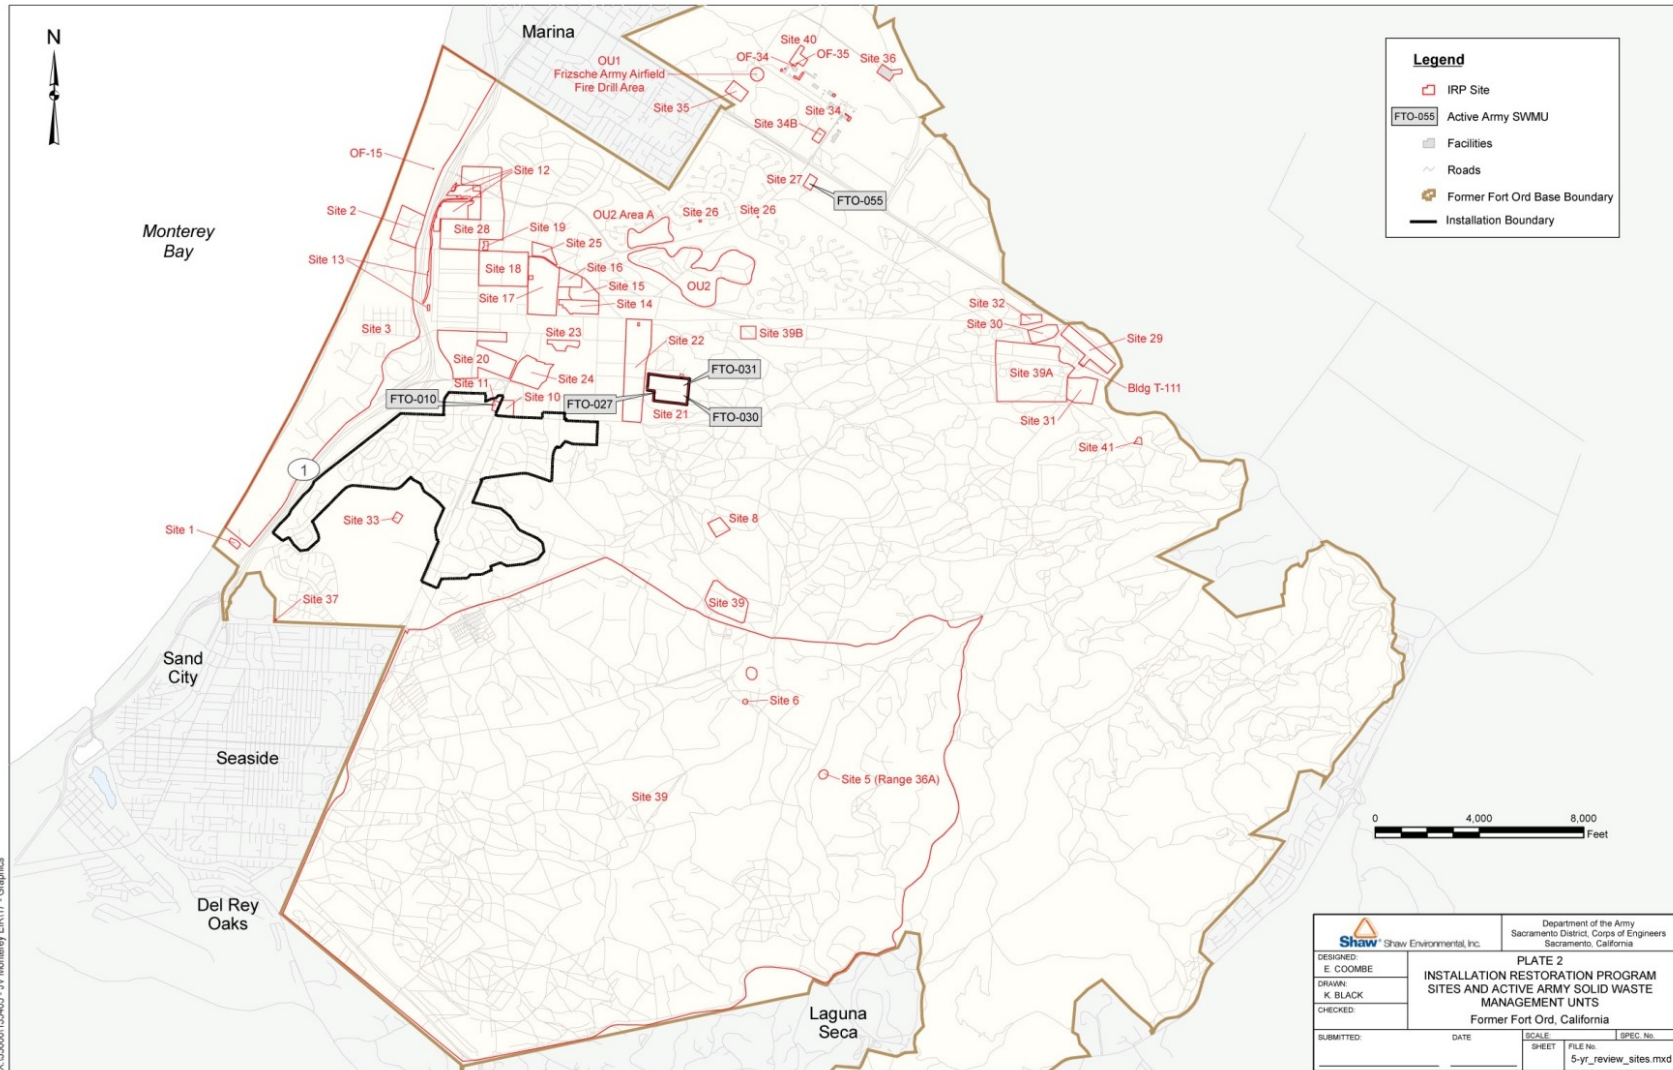 N
Marina
Monterey
Bay
OU1
Frizsche Army Airfield
Fire Drill Area
Site 40
OF-34
OF-35
Site 36
Site 35
Site 34
Site 34B
OF-15
Site 12
Site 27
FTO-055
Site 2
OU2 Area A
Site 26
Site 26
Site 28
Site 19
Site 25
Site 13
Site 18
Site 16
Site 15
OU2
Site 17
Site 14
Site 32
Site 3
Site 23
Site 39B
Site 30
Site 29
Site 22
Site 20
FTO-031
Site 39A
Site 24
Site 11
Bldg T-111
FTO-010
Site 10
FTO-027
Site 21
FTO-030
Site 31
Site 41
1
Site 1
Site 33
Site 8
Site 37
Site 39
Sand
City
Site 6
Seaside
Site 5 (Range 36A)
Site 39
Del Rey
Oaks
Laguna
Seca
Legend
IRP Site
FTO-055 Active Army SWMU
Facilities
Roads
Former Fort Ord Base Boundary
Installation Boundary
0 4,000 8,000
Feet
Shaw Shaw Environmental, Inc.
Department of the Army
Sacramento District, Corps of Engineers
Sacramento, California
DESIGNED:
E. COOMBE
DRAWN:
K. BLACK
CHECKED:
PLATE 2
INSTALLATION RESTORATION PROGRAM
SITES AND ACTIVE ARMY SOLID WASTE
MANAGEMENT UNTS
Former Fort Ord, California
SUBMITTED:
DATE
SCALE:
SPEC. No.
SHEET
FILE No.
5-yr_review_sites.mxd